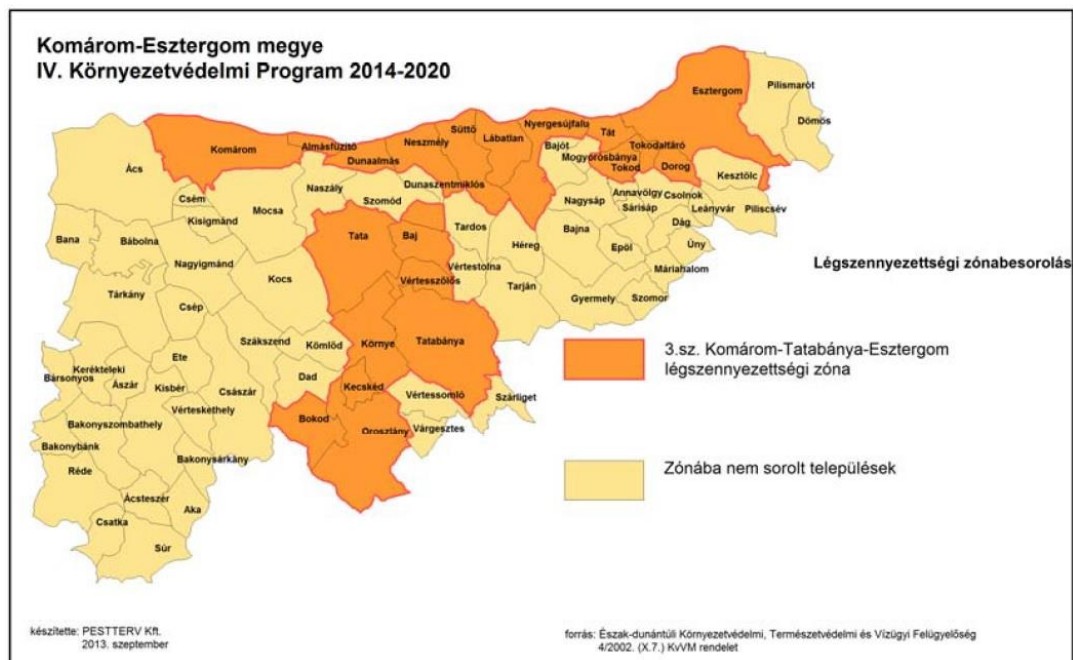 Komárom-Esztergom megye
IV. Környezetvédelmi Program 2014-2020
Pilismarót
Esztergom
Dömös
Nyergesújfalu
Süttő
Lábatlan
Tát
Neszmély
Komárom
Almásfüzitő
Tokodaltáró
Bajót
Mogyorósbánya
Dunaalmás
Tokod
Dorog
Ács
Kesztölc
Naszály
Dunaszentmiklós
Csém
Szomód
Nagysáp
Annavölgy
Csolnok
Mocsa
Sárisáp
Leányvár
Piliscsév
Kisigmánd
Tardos
Bajna
Dág
Tata
Baj
Bana
Bábolna
Héreg
Epöl
Úny
Nagyigmánd
Vértestolna
Máriahalom
Légszennyezettségi zónabesorolás
Kocs
Vértesszőlős
Tarján
Tárkány
Gyermely
Szomor
Csép
Szákszend
Kömlőd
Környe
Tatabánya
3.sz. Komárom-Tatabánya-Esztergom
légszennyezettségi zóna
Ete
Kerékteleki
Bársonyos
Ászár
Kisbér
Császár
Dad
Kecskéd
Vértessomló
Szárliget
Vérteskethely
Bokod
Oroszlány
Várgesztes
Bakonyszombathely
Bakonybánk
Bakonysárkány
Réde
Zónába nem sorolt települések
Ácsteszér
Aka
Csatka
Súr
készítette: PESTTERV Kft.
2013. szeptember
forrás: Észak-dunántúli Környezetvédelmi, Természetvédelmi és Vízügyi Felügyelőség
4/2002. (X.7.) KvVM rendelet